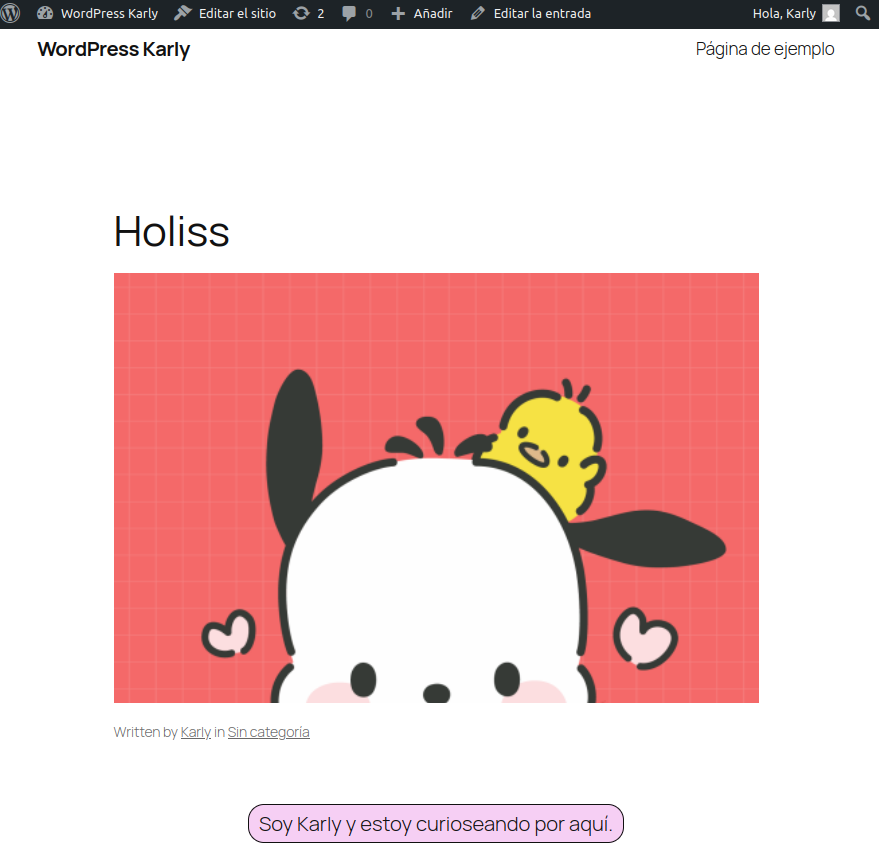 WordPress Karly Editar el sitio 2 0 Añadir Editar la entrada Hola, Karly
WordPress Karly Página de ejemplo
Holiss
Written by Karly in Sin categoría
Soy Karly y estoy curioseando por aquí.